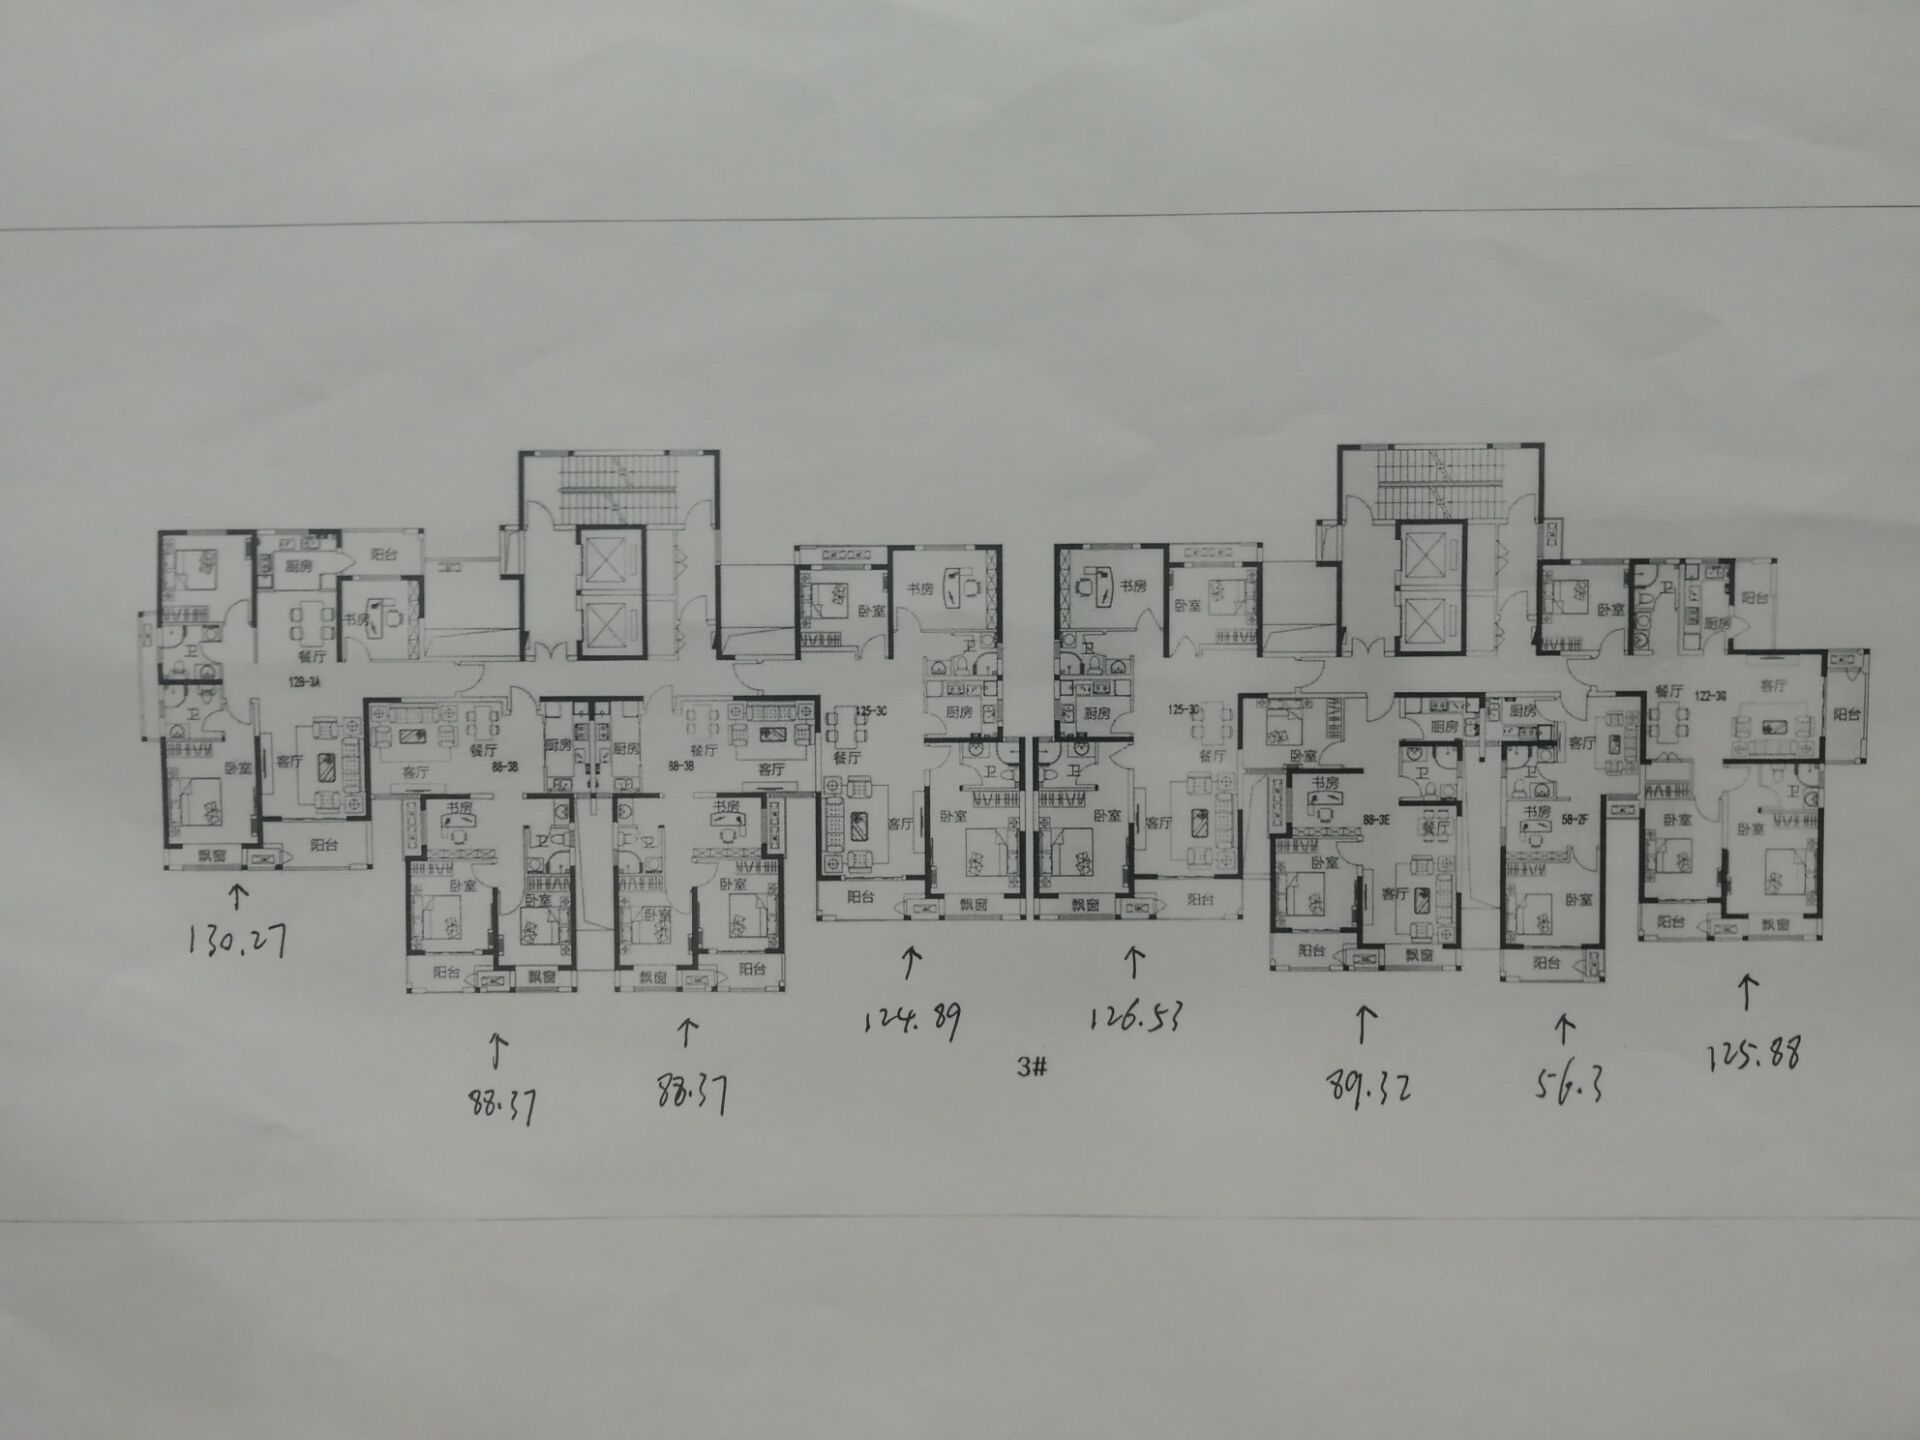 阳台
厨房
书房
餐厅
128-3A
卫
卫
卧室
客厅
飘窗
阳台
餐厅
客厅
88-3B
厨房
书房
卫
卧室
卧室
阳台
飘窗
厨房
餐厅
88-3B
客厅
书房
卫
卧室
卧室
飘窗
阳台
卧室
书房
卫
125-3C
厨房
餐厅
卫
客厅
卧室
阳台
飘窗
书房
卧室
卫
厨房
餐厅
卫
卧室
客厅
飘窗
阳台
卧室
厨房
书房
卫
88-3E
餐厅
卧室
客厅
阳台
飘窗
厨房
客厅
卫
书房
58-2F
卧室
阳台
卧室
卫
厨房
阳台
餐厅
122-3G
客厅
阳台
卫
卧室
卧室
阳台
飘窗
130.27
88.37
88.37
124.89
3#
126.53
89.32
56.3
125.88